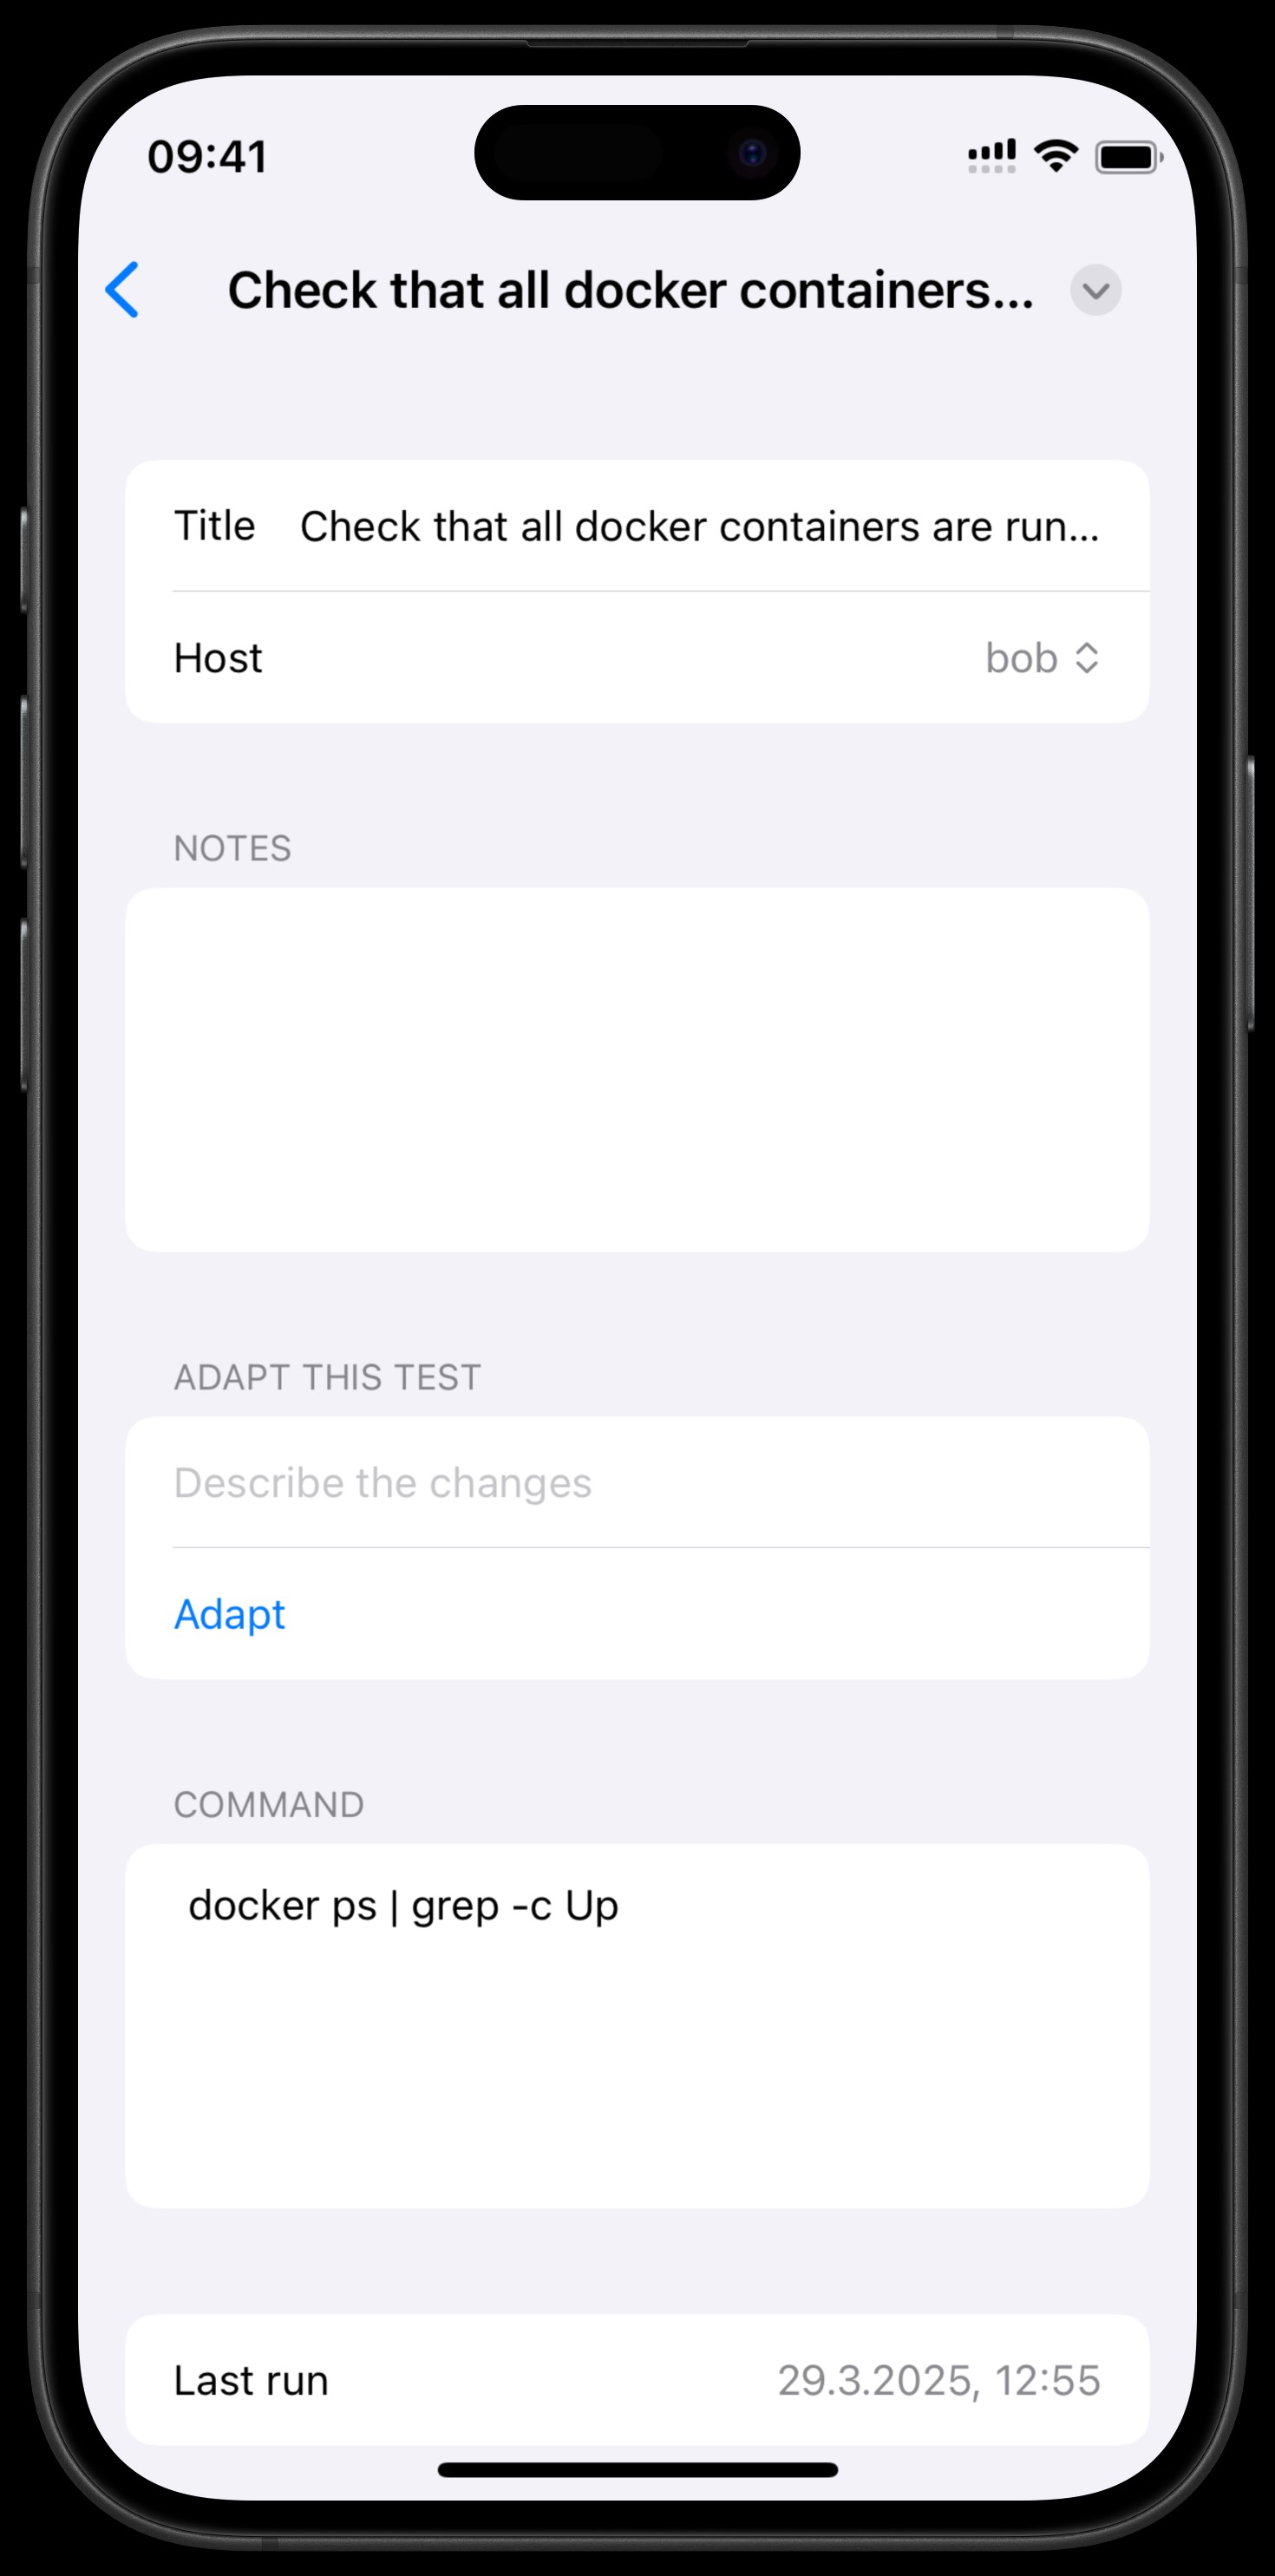 09:41
Check that all docker containers...
Title Check that all docker containers are run...
Host bob
NOTES
ADAPT THIS TEST
Describe the changes
Adapt
COMMAND
docker ps | grep -c Up
Last run 29.3.2025, 12:55